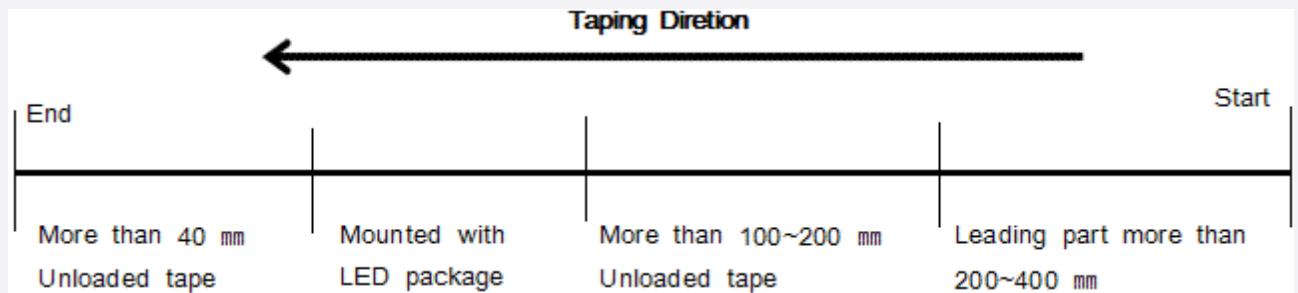 Taping Diretion
End
Start
More than 40 ㎜
Unloaded tape
Mounted with
LED package
More than 100~200 ㎜
Unloaded tape
Leading part more than
200~400 ㎜